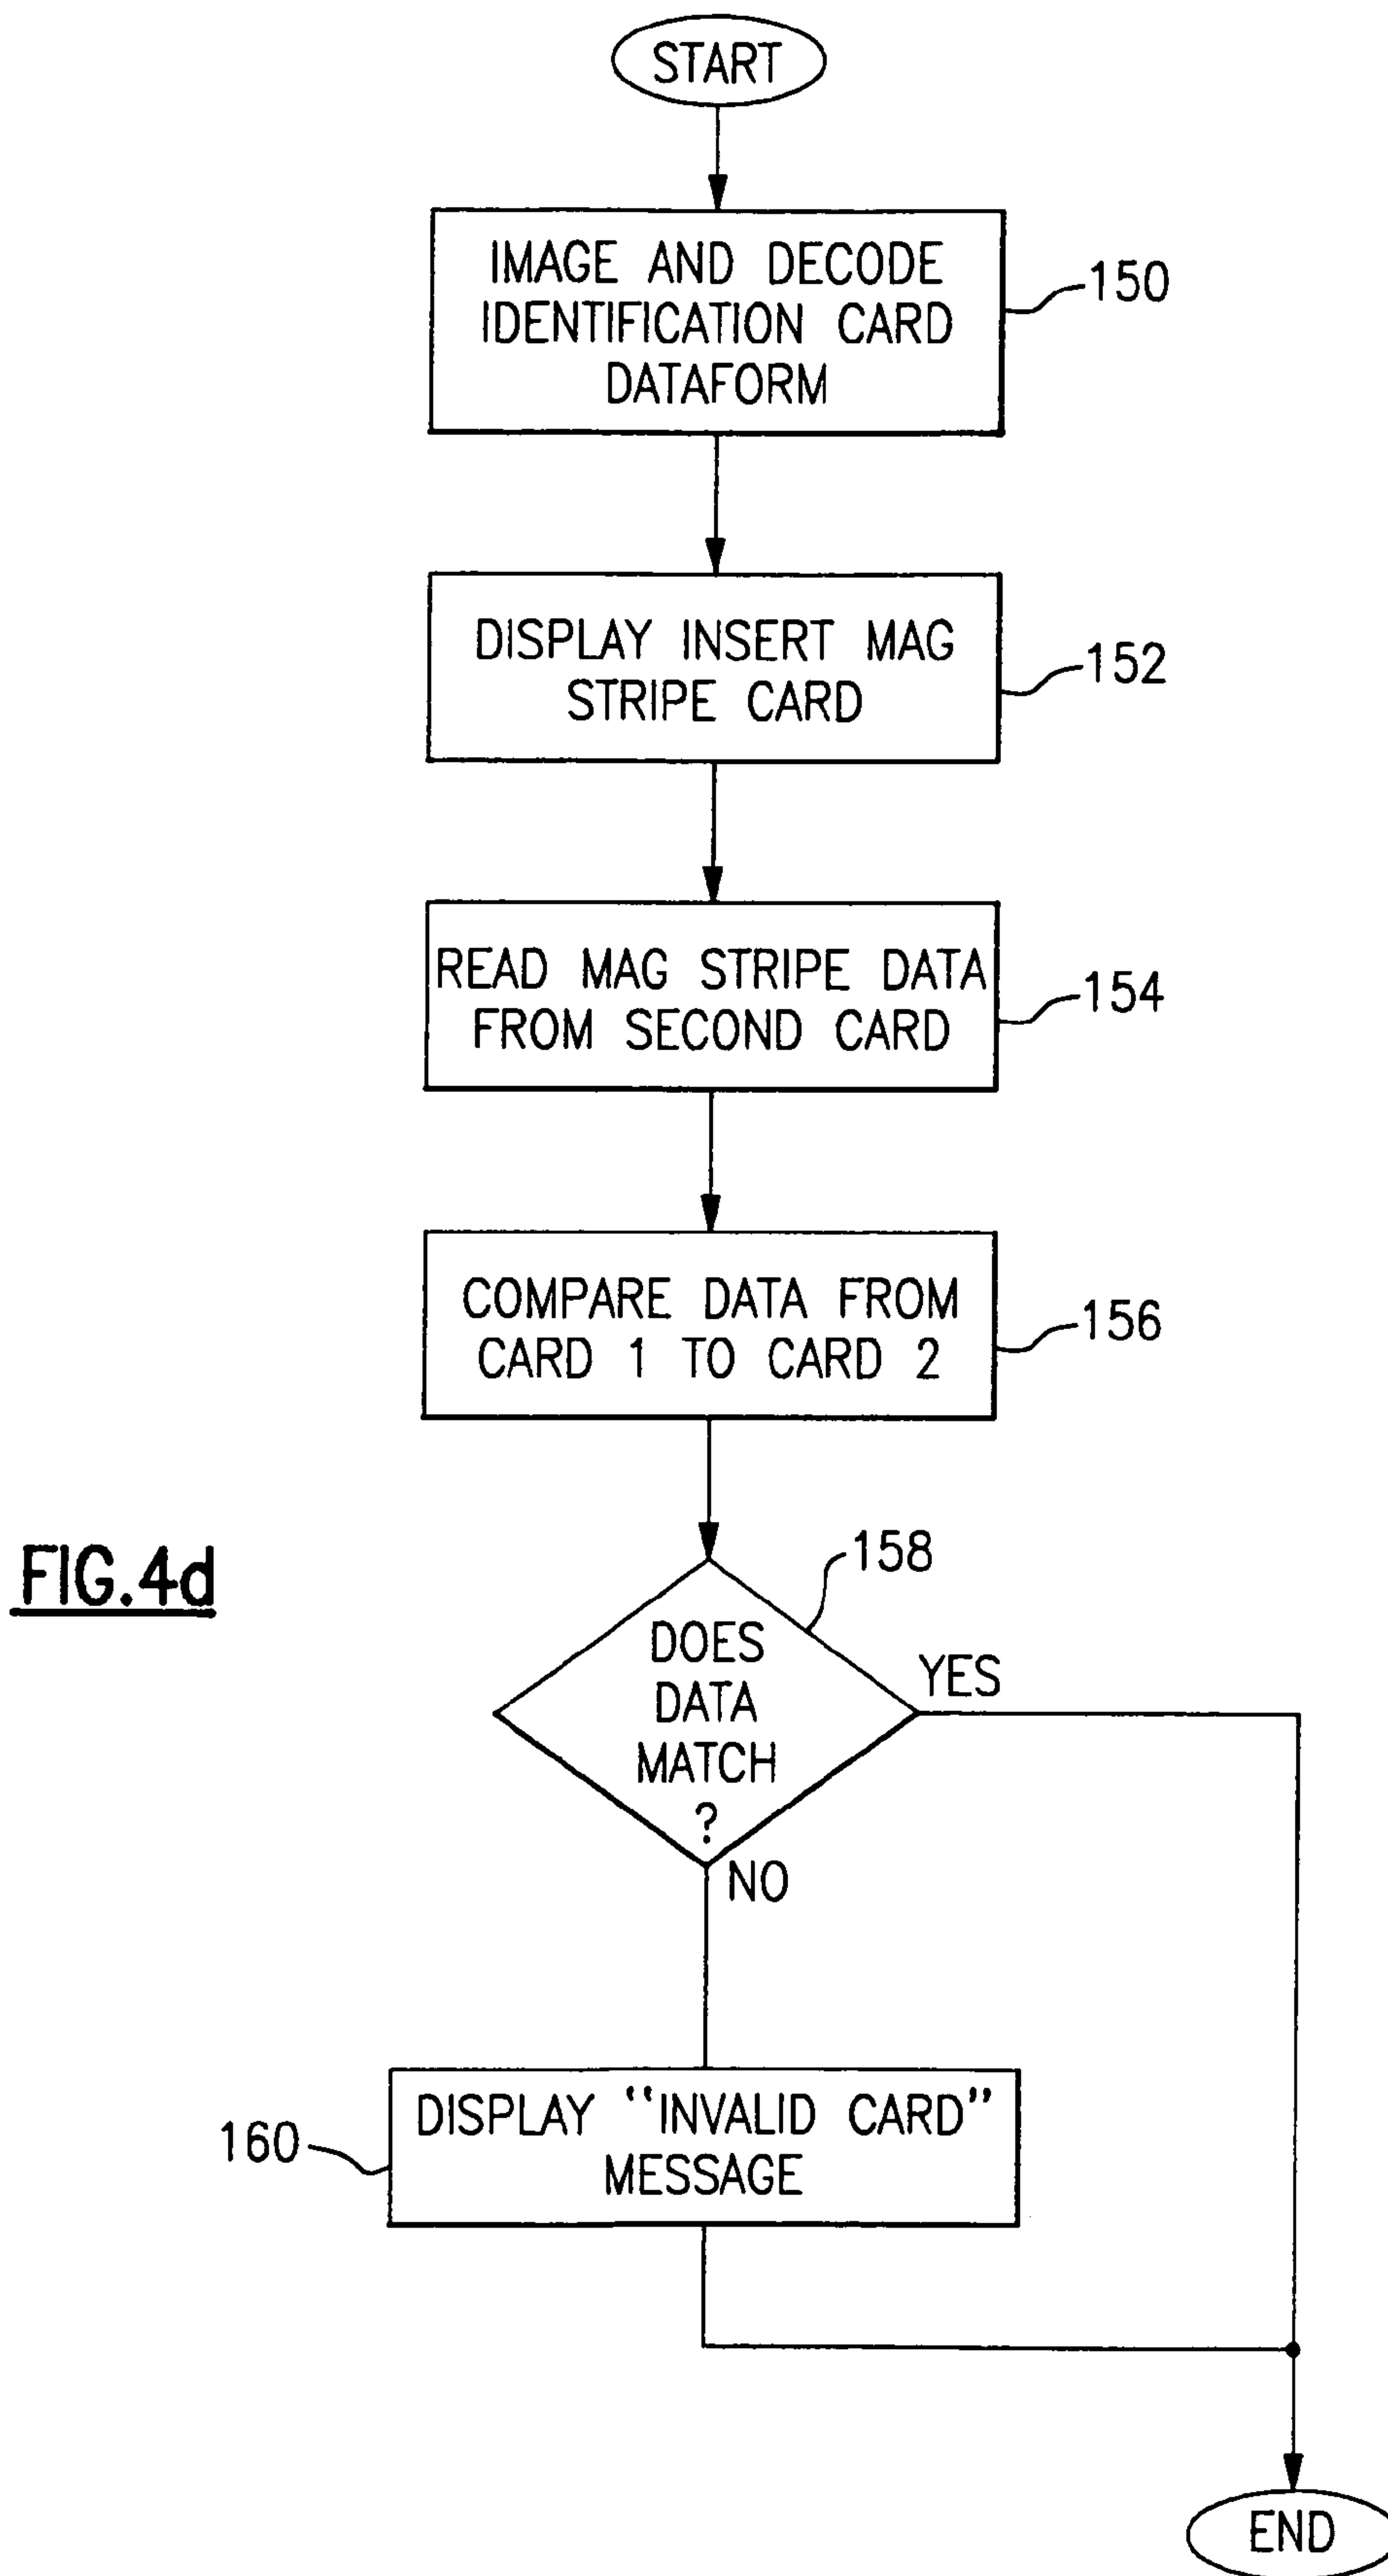 START
IMAGE AND DECODE
IDENTIFICATION CARD
DATAFORM
150
DISPLAY INSERT MAG
STRIPE CARD
152
READ MAG STRIPE DATA
FROM SECOND CARD
154
COMPARE DATA FROM
CARD 1 TO CARD 2
156
FIG.4d
158
DOES
DATA
MATCH
?
YES
NO
DISPLAY "INVALID CARD"
MESSAGE
160
END